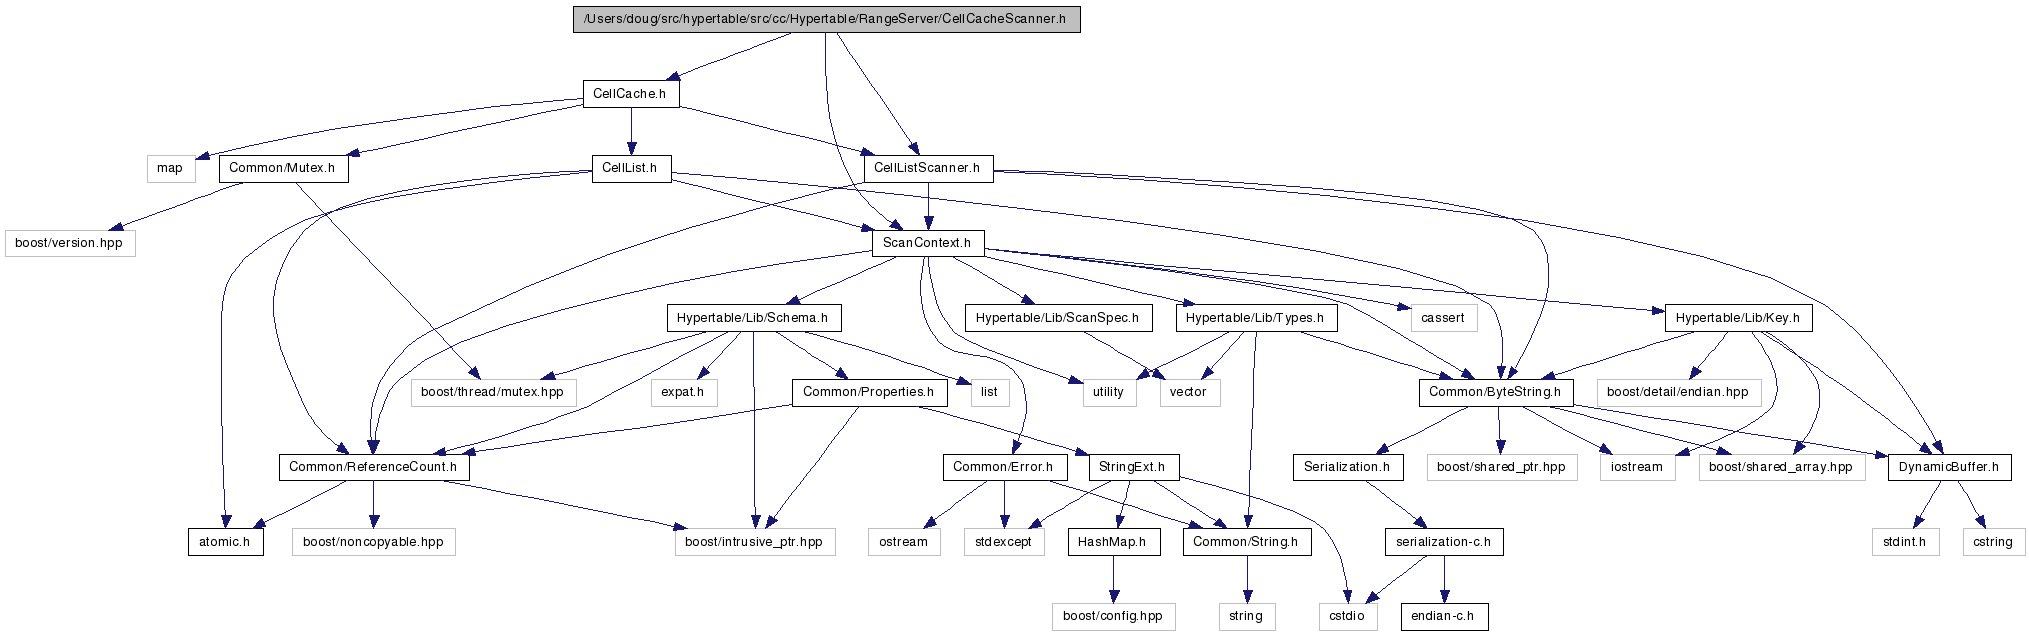 /Users/doug/src/hypertable/src/cc/Hypertable/RangeServer/CellCacheScanner.h
CellCache.h
map
Common/Mutex.h
CellList.h
CellListScanner.h
boost/version.hpp
ScanContext.h
Hypertable/Lib/Schema.h
Hypertable/Lib/ScanSpec.h
Hypertable/Lib/Types.h
cassert
Hypertable/Lib/Key.h
boost/thread/mutex.hpp
expat.h
Common/Properties.h
list
utility
vector
Common/ByteString.h
boost/detail/endian.hpp
Common/ReferenceCount.h
Common/Error.h
StringExt.h
Serialization.h
boost/shared_ptr.hpp
iostream
boost/shared_array.hpp
DynamicBuffer.h
atomic.h
boost/noncopyable.hpp
boost/intrusive_ptr.hpp
ostream
stdexcept
HashMap.h
Common/String.h
serialization-c.h
stdint.h
cstring
boost/config.hpp
string
cstdio
endian-c.h